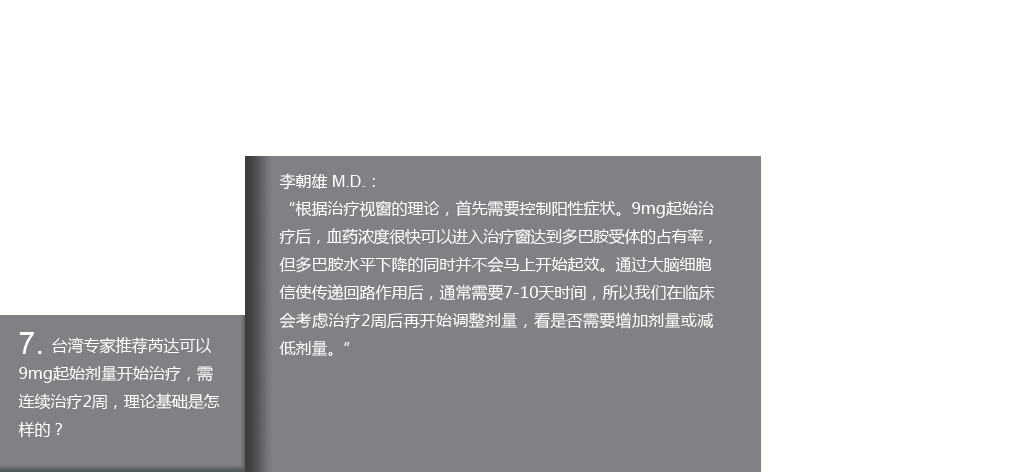 李朝雄 M.D.：
“根据治疗视窗的理论，首先需要控制阳性症状。9mg起始治
疗后，血药浓度很快可以进入治疗窗达到多巴胺受体的占有率，
但多巴胺水平下降的同时并不会马上开始起效。通过大脑细胞
信使传递回路作用后，通常需要7-10天时间，所以我们在临床
会考虑治疗2周后再开始调整剂量，看是否需要增加剂量或减
低剂量。”
7. 台湾专家推荐芮达可以
9mg起始剂量开始治疗，需
连续治疗2周，理论基础是怎
样的？